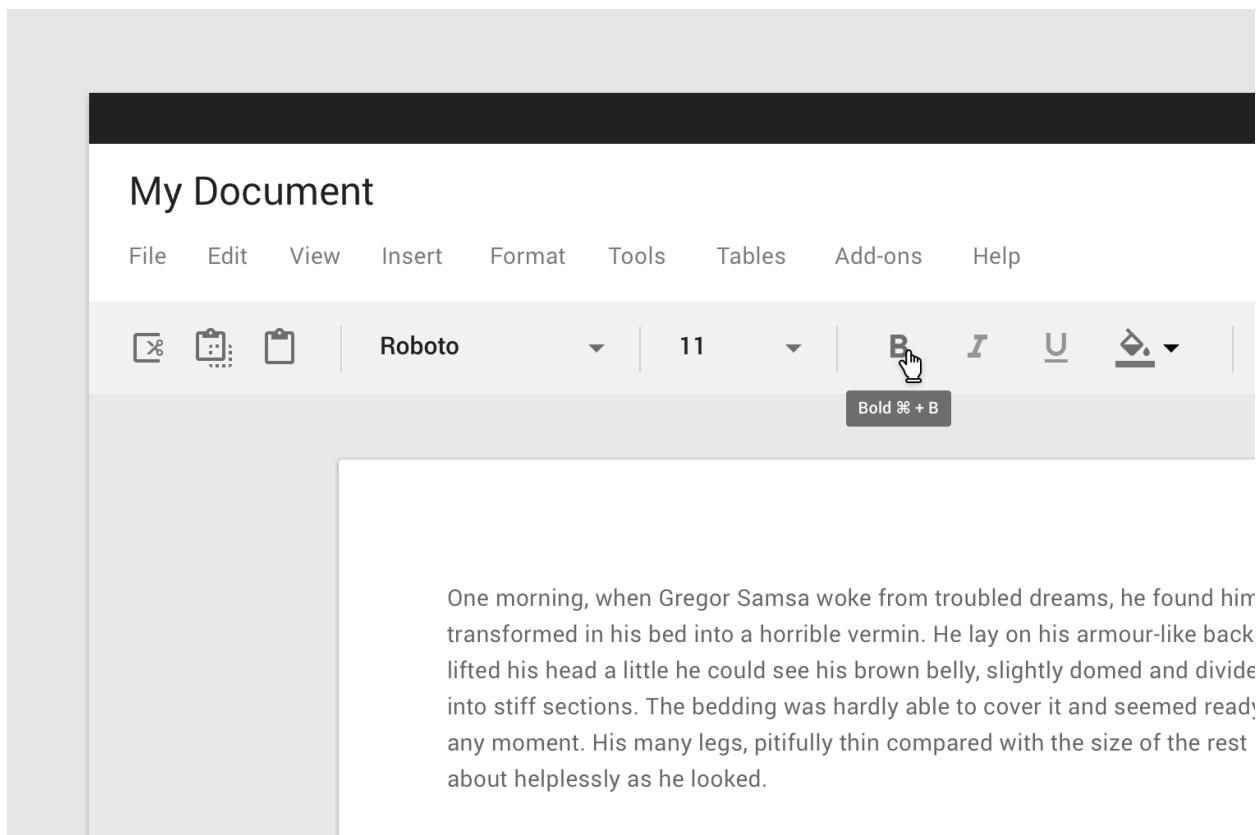 My Document
File Edit View Insert Format Tools Tables Add-ons Help
Roboto 11 B I U
Bold ⌘ + B
One morning, when Gregor Samsa woke from troubled dreams, he found him
transformed in his bed into a horrible vermin. He lay on his armour-like back
lifted his head a little he could see his brown belly, slightly domed and divide
into stiff sections. The bedding was hardly able to cover it and seemed ready
any moment. His many legs, pitifully thin compared with the size of the rest
about helplessly as he looked.